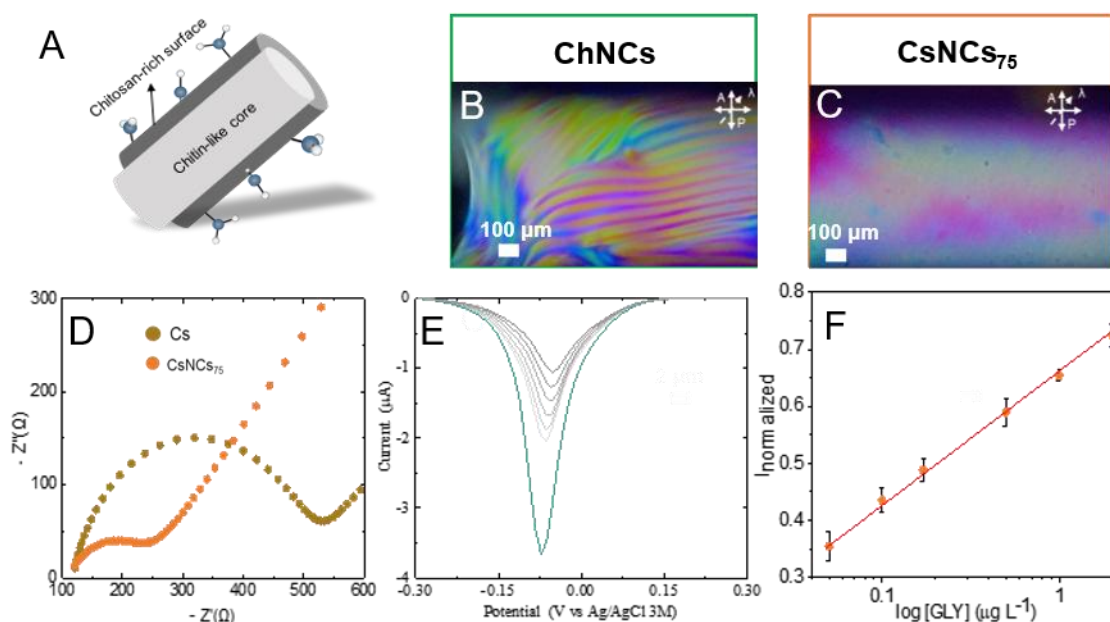 A
Chitosan-rich surface
Chitin-like core
ChNCs
B
A λ
P
100 µm
CsNCs₇₅
C
A λ
P
100 µm
D
Cs
CsNCs₇₅
300
200
100
0
- Z''(Ω)
100 200 300 400 500 600
- Z'(Ω)
E
0
-1
-2
-3
-4
Current (µA)
-0.30 -0.15 0.00 0.15 0.30
Potential (V vs Ag/AgCl 3M)
F
0.8
0.7
0.6
0.5
0.4
0.3
Inormalized
0.1 1
log [GLY] (µg L⁻¹)